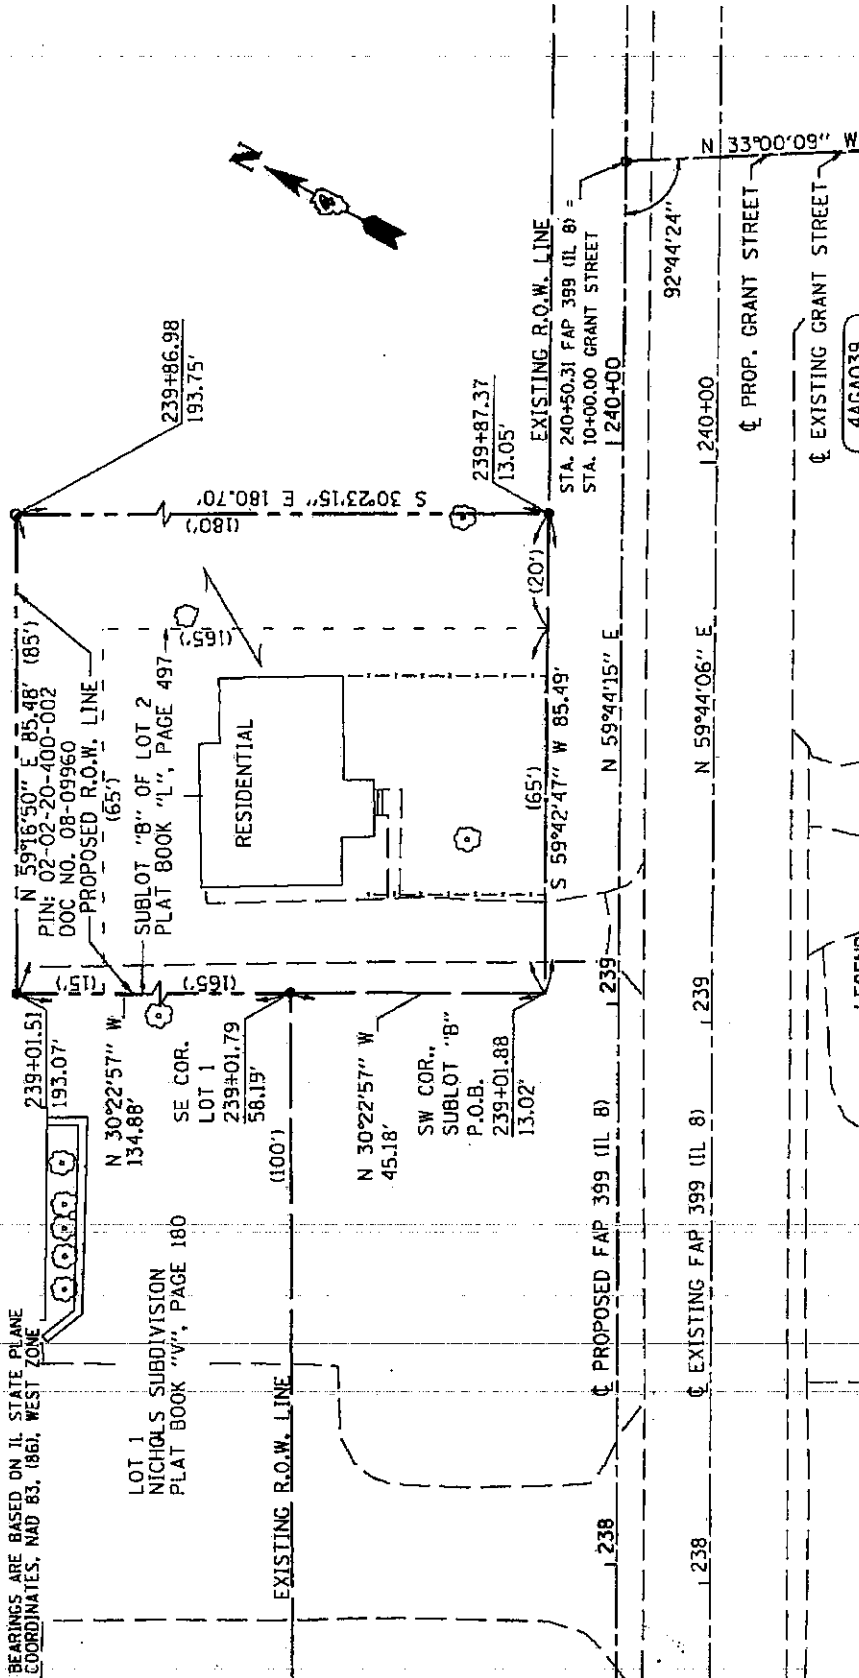 BEARINGS ARE BASED ON IL STATE PLANE
COORDINATES, NAD 83, (86), WEST ZONE
LOT 1
NICHOLS SUBDIVISION
PLAT BOOK "V", PAGE 180
EXISTING R.O.W. LINE
239+01.51
193.07'
N 30°22'57" W
134.88'
SE COR.
LOT 1
239+01.79
58.19'
(100')
N 30°22'57" W
45.18'
SW COR.,
SUBLOT "B"
P.O.B.
239+01.88
13.02'
(15')
(165')
N 59°16'50" E 85.48' (85')
PIN: 02-02-20-400-002
DOC NO. 08-09960
PROPOSED R.O.W. LINE
(65')
SUBLOT "B" OF LOT 2
PLAT BOOK "L", PAGE 497
(165')
RESIDENTIAL
(180')
S 30°23'15" E 180.70'
239+86.98
193.75'
N
239+87.37
13.05'
(20')
(65')
S 59°42'47" W 85.49'
EXISTING R.O.W. LINE
STA. 240+50.31 FAP 399 (IL 8) =
STA. 10+00.00 GRANT STREET
238
℄ PROPOSED FAP 399 (IL 8)
239
N 59°44'15" E
240+00
92°44'24"
238
℄ EXISTING FAP 399 (IL 8)
239
N 59°44'06" E
240+00
N 33°00'09" W
℄ PROP. GRANT STREET
℄ EXISTING GRANT STREET